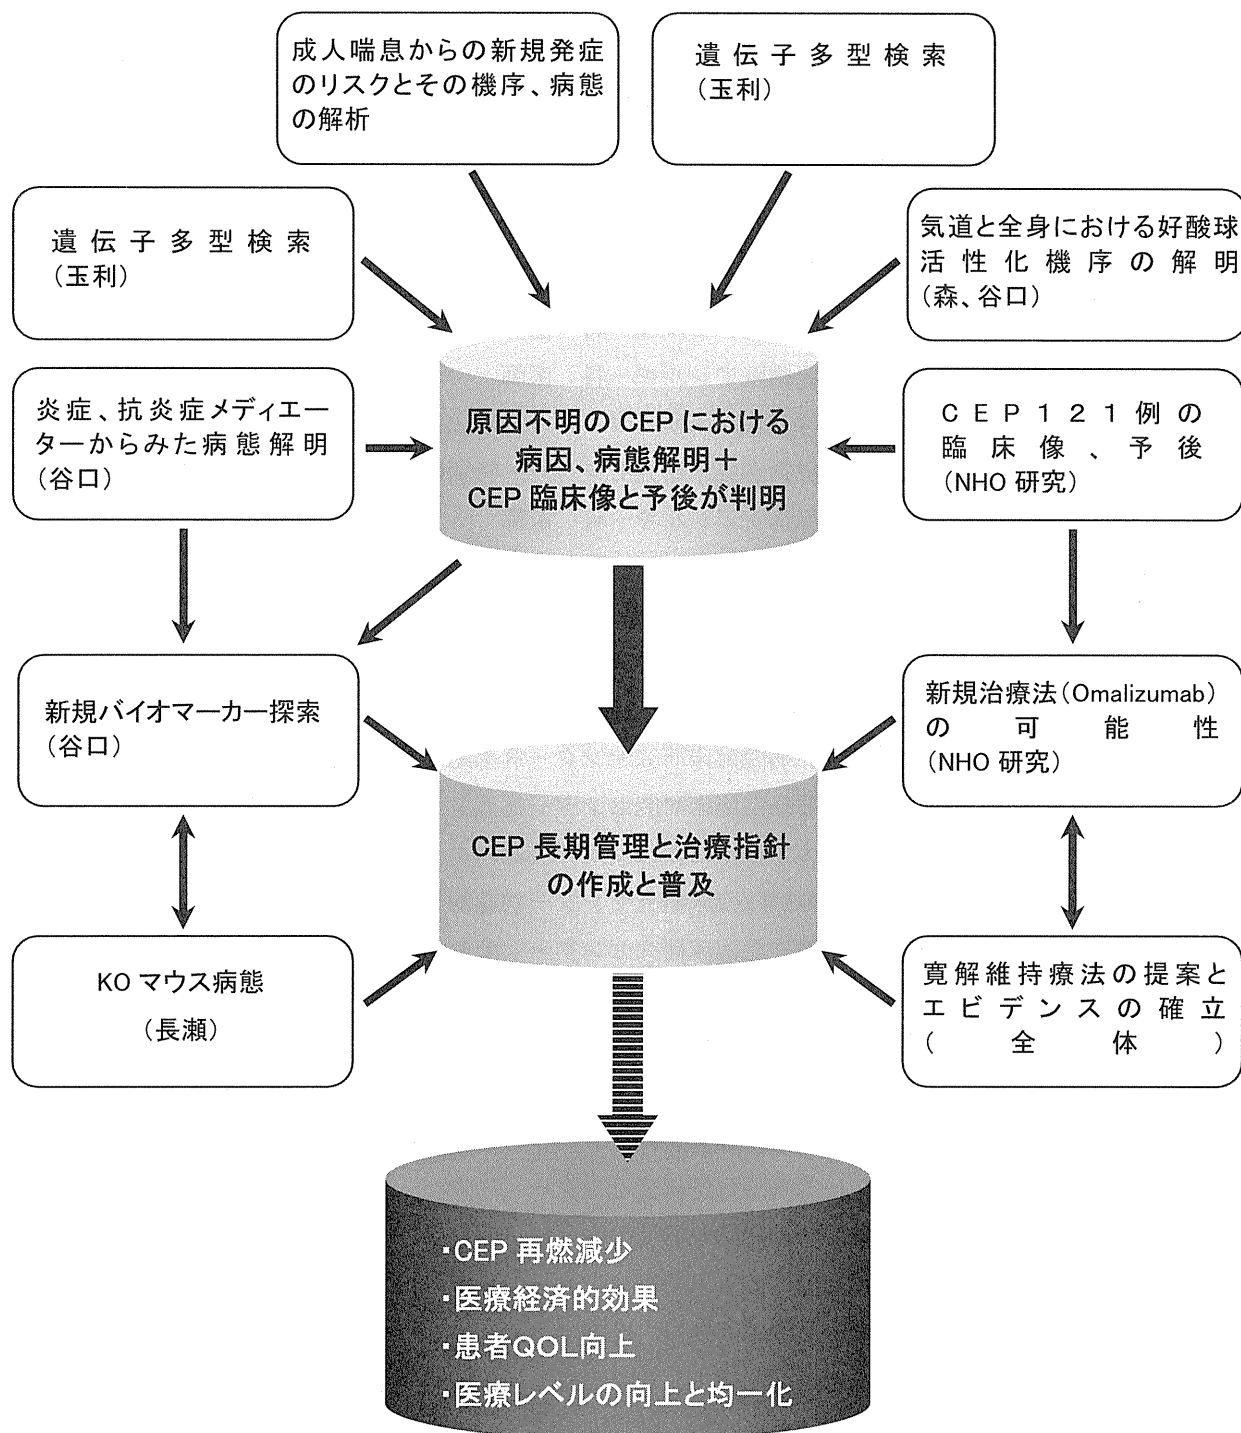 成人喘息からの新規発症
のリスクとその機序、病態
の解析
遺伝子多型検索
(玉利)
遺伝子多型検索
(玉利)
気道と全身における好酸球
活性化機序の解明
(森、谷口)
炎症、抗炎症メディエー
ターからみた病態解明
(谷口)
原因不明の CEP における
病因、病態解明＋
CEP 臨床像と予後が判明
CEP１２１例の
臨床像、予後
(NHO 研究)
新規バイオマーカー探索
(谷口)
新規治療法(Omalizumab)
の可能性
(NHO 研究)
CEP 長期管理と治療指針
の作成と普及
KO マウス病態
(長瀬)
寛解維持療法の提案と
エビデンスの確立
(全体)
・CEP 再燃減少
・医療経済的効果
・患者QOL向上
・医療レベルの向上と均一化